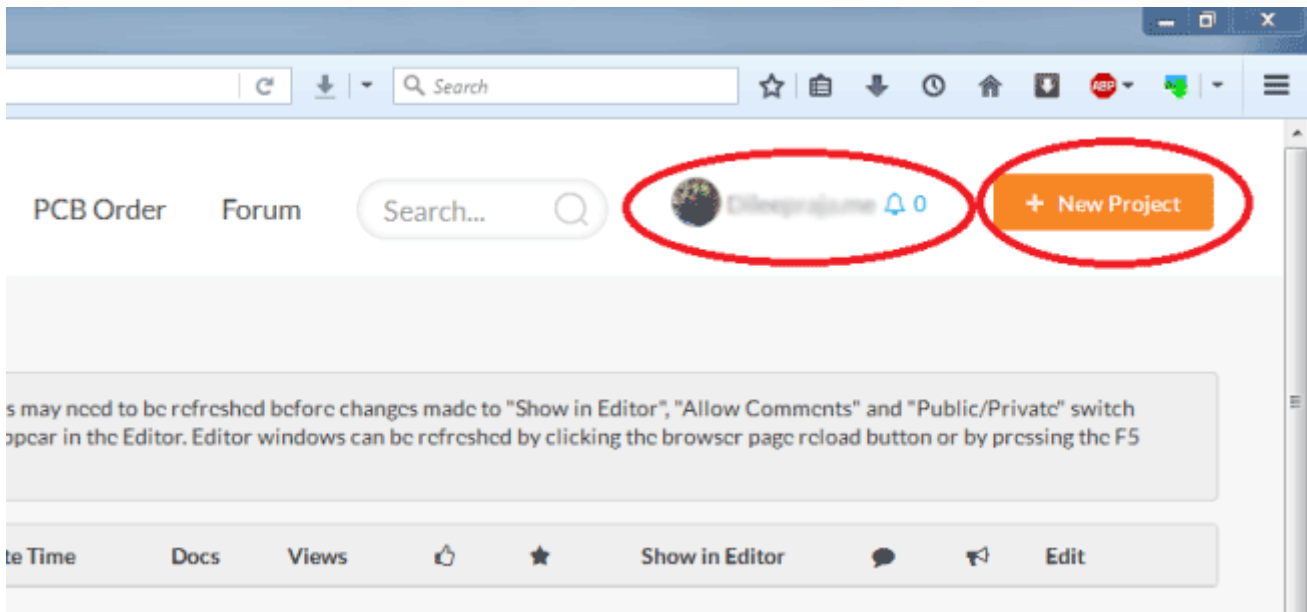 Search
ABP
PCB Order Forum Search... 0 + New Project
s may need to be refreshed before changes made to "Show in Editor", "Allow Comments" and "Public/Private" switch
ppear in the Editor. Editor windows can be refreshed by clicking the browser page reload button or by pressing the F5
te Time Docs Views Show in Editor Edit